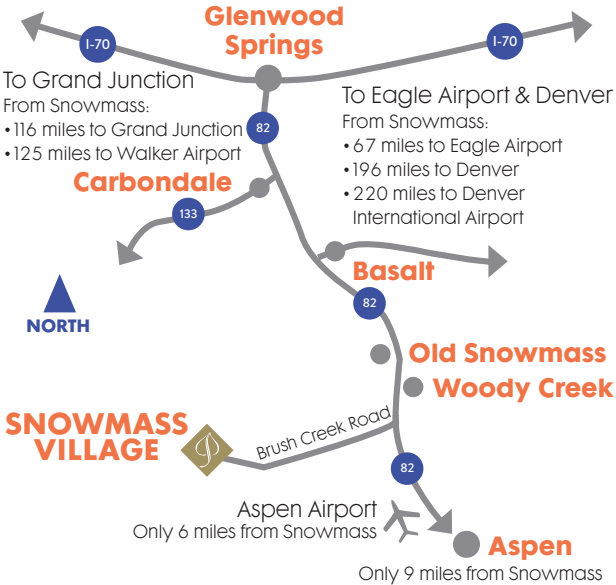 Glenwood
Springs
I-70
I-70
To Grand Junction
From Snowmass:
•116 miles to Grand Junction
•125 miles to Walker Airport
82
To Eagle Airport & Denver
From Snowmass:
•67 miles to Eagle Airport
•196 miles to Denver
•220 miles to Denver
International Airport
Carbondale
133
Basalt
NORTH
82
Old Snowmass
Woody Creek
SNOWMASS
VILLAGE
P
Brush Creek Road
82
Aspen Airport
Only 6 miles from Snowmass
Aspen
Only 9 miles from Snowmass